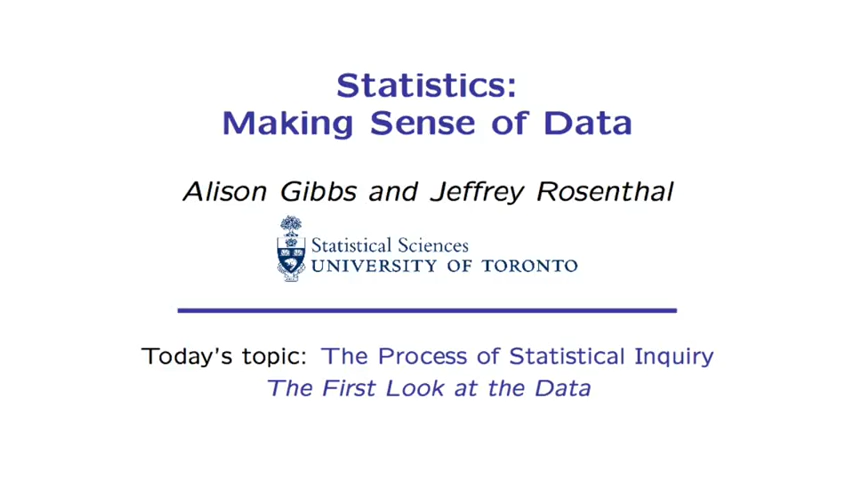 Statistics:
Making Sense of Data
Alison Gibbs and Jeffrey Rosenthal
Statistical Sciences
UNIVERSITY OF TORONTO
Today's topic: The Process of Statistical Inquiry
The First Look at the Data